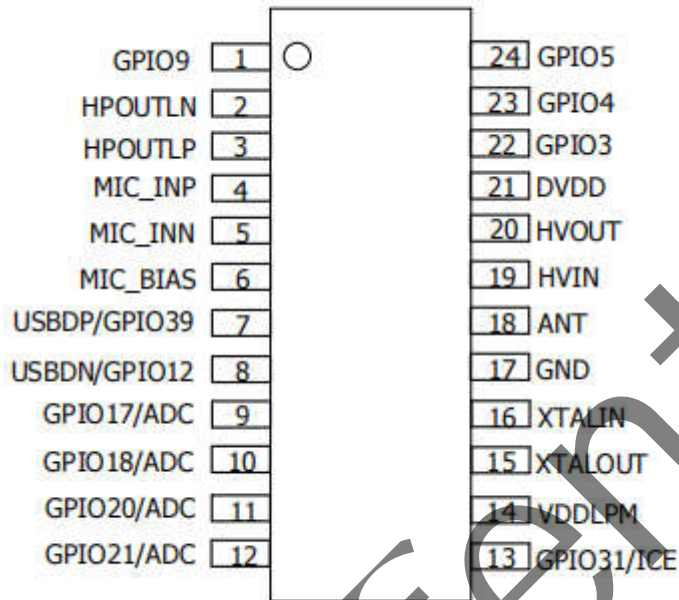 GPIO9 1 24 GPIO5
HPOUTLN 2 23 GPIO4
HPOUTLP 3 22 GPIO3
MIC_INP 4 21 DVDD
MIC_INN 5 20 HVOUT
MIC_BIAS 6 19 HVIN
USBDP/GPIO39 7 18 ANT
USBDN/GPIO12 8 17 GND
GPIO17/ADC 9 16 XTALIN
GPIO18/ADC 10 15 XTALOUT
GPIO20/ADC 11 14 VDDLPM
GPIO21/ADC 12 13 GPIO31/ICE